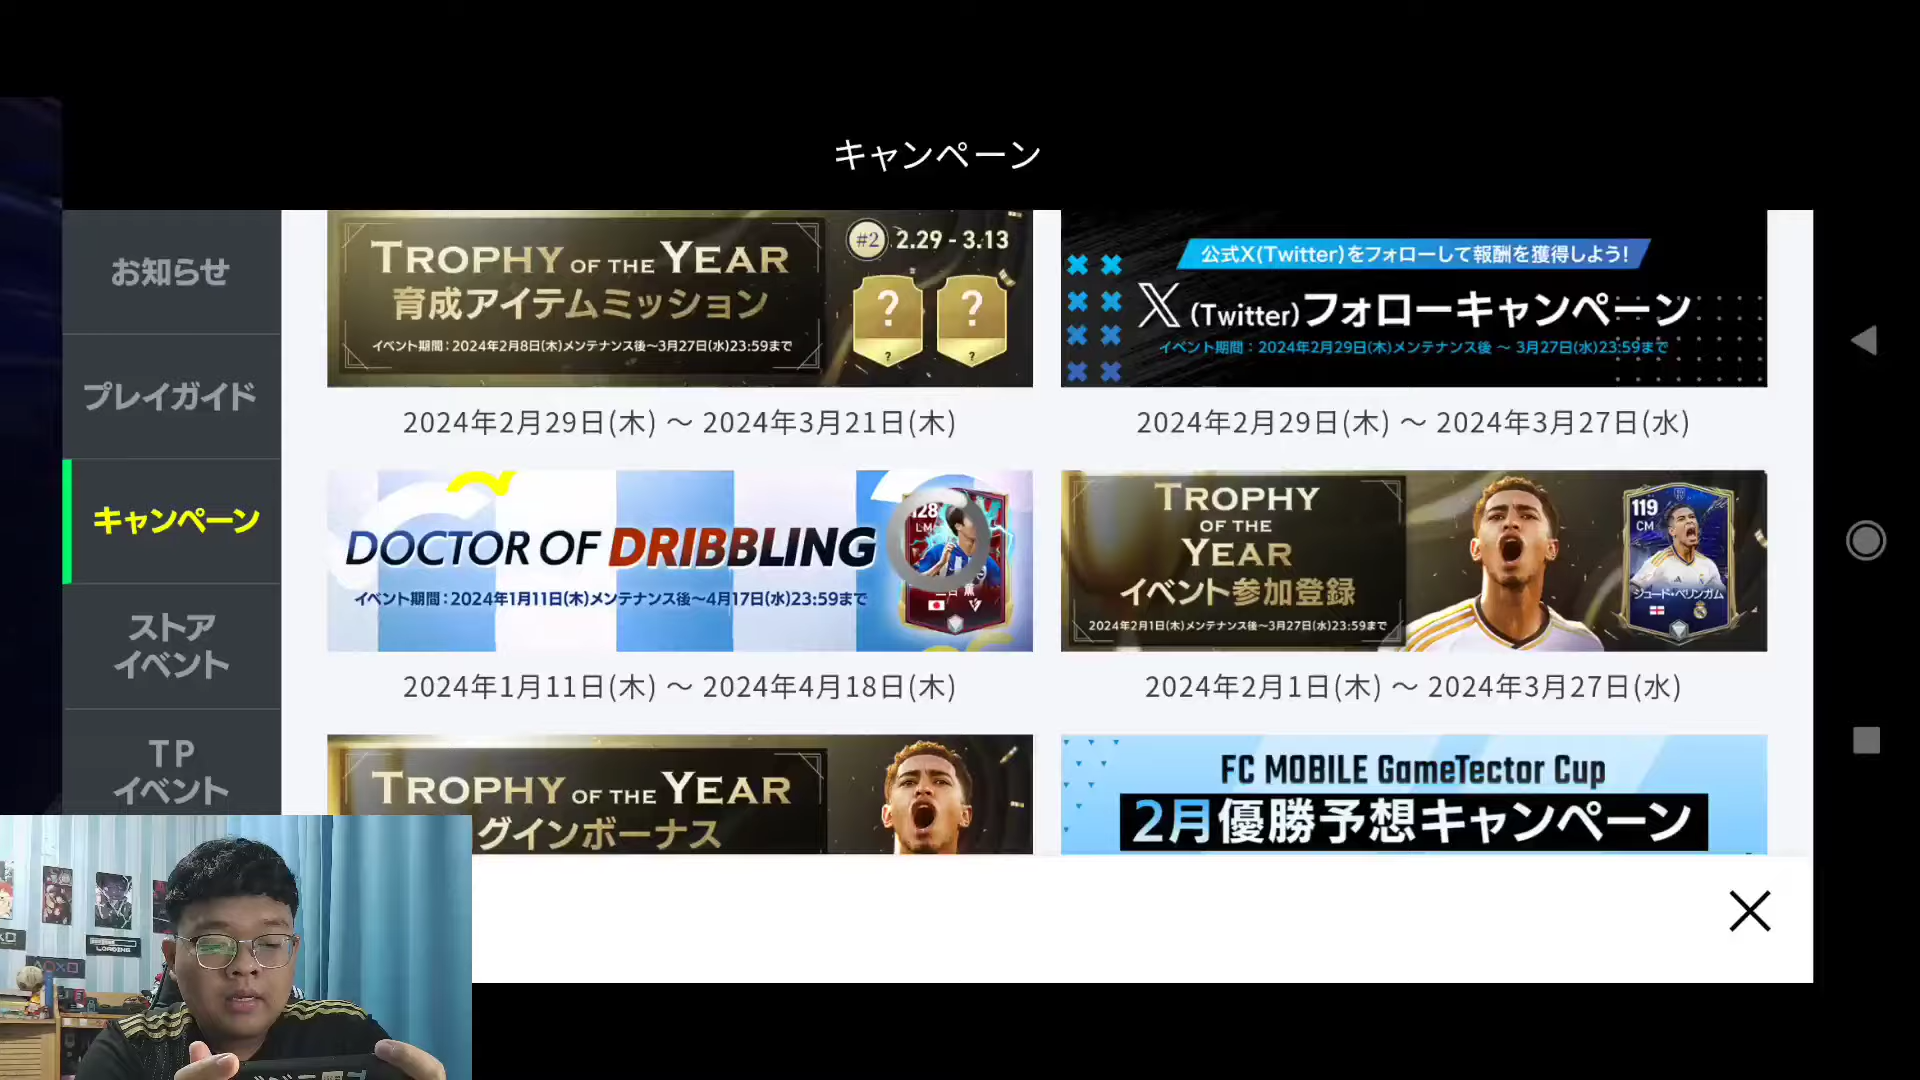 キャンペーン
お知らせ
プレイガイド
キャンペーン
ストア
イベント
TP
イベント
TROPHY OF THE YEAR
育成アイテムミッション
イベント期間：2024年2月8日(木)メンテナンス後～3月27日(水)23:59まで
#2 2.29 - 3.13
?
?
?
?
2024年2月29日(木) ～ 2024年3月21日(木)
公式X(Twitter)をフォローして報酬を獲得しよう!
X (Twitter)フォローキャンペーン
イベント期間：2024年2月29日(木)メンテナンス後 ～ 3月27日(水)23:59まで
2024年2月29日(木) ～ 2024年3月27日(水)
DOCTOR OF DRIBBLING
イベント期間：2024年1月11日(木)メンテナンス後～4月17日(水)23:59まで
128
2024年1月11日(木) ～ 2024年4月18日(木)
TROPHY
OF THE
YEAR
イベント参加登録
2024年2月1日(木)メンテナンス後～3月27日(水)23:59まで
119
CM
ジュード・ベリンガム
2024年2月1日(木) ～ 2024年3月27日(水)
TROPHY OF THE YEAR
グインボーナス
FC MOBILE GameTector Cup
2月優勝予想キャンペーン
LOADING